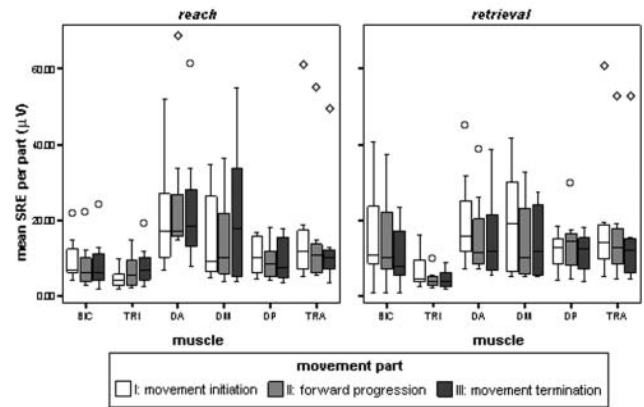 reach
retrieval
mean SRE per part (µV)
60.00
40.00
20.00
0.00
BIC TRI DA DM DP TRA
BIC TRI DA DM DP TRA
muscle
muscle
movement part
I: movement initiation II: forward progression III: movement termination